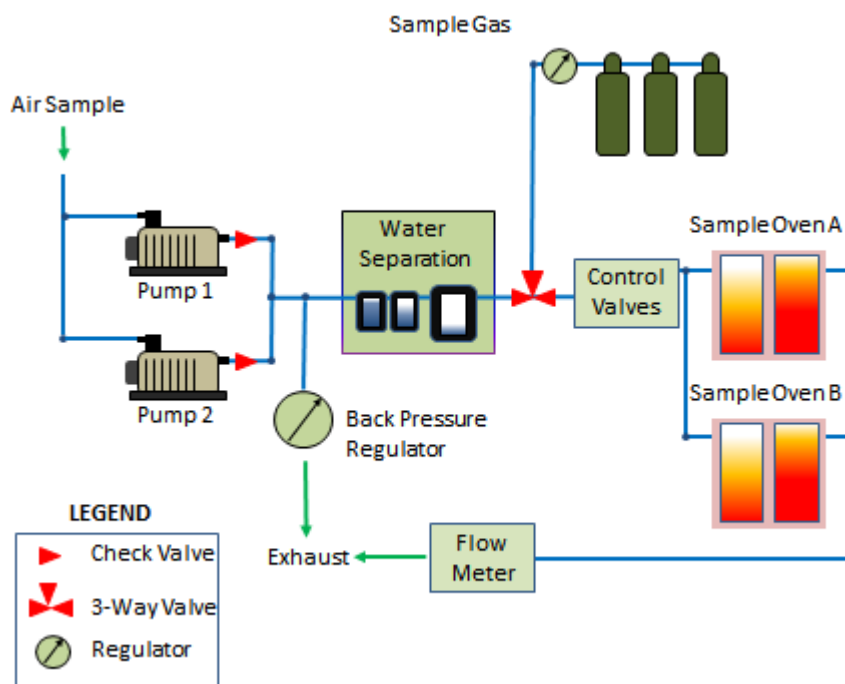 Sample Gas
Air Sample
Pump 1
Pump 2
Water
Separation
Control
Valves
Sample Oven A
Sample Oven B
Back Pressure
Regulator
LEGEND
Check Valve
3-Way Valve
Regulator
Exhaust
Flow
Meter